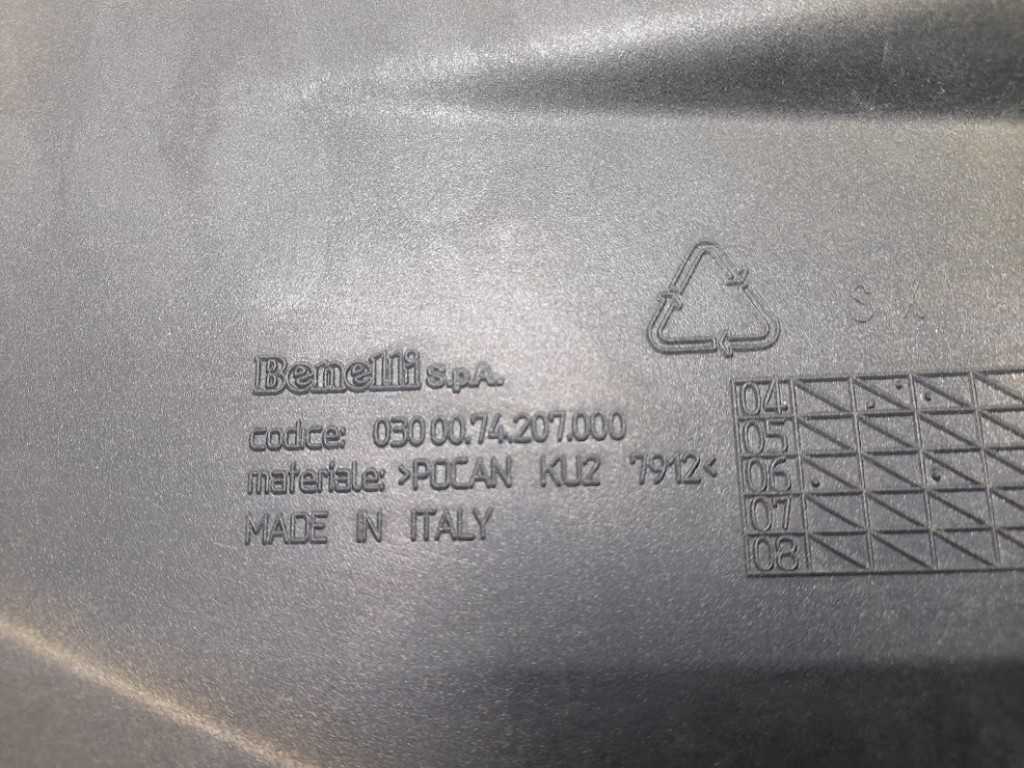 Benelli S.p.A.
codice: 030 00.74.207.000
materiale: >POCAN KU2 7912<
MADE IN ITALY
04
05
06
07
08